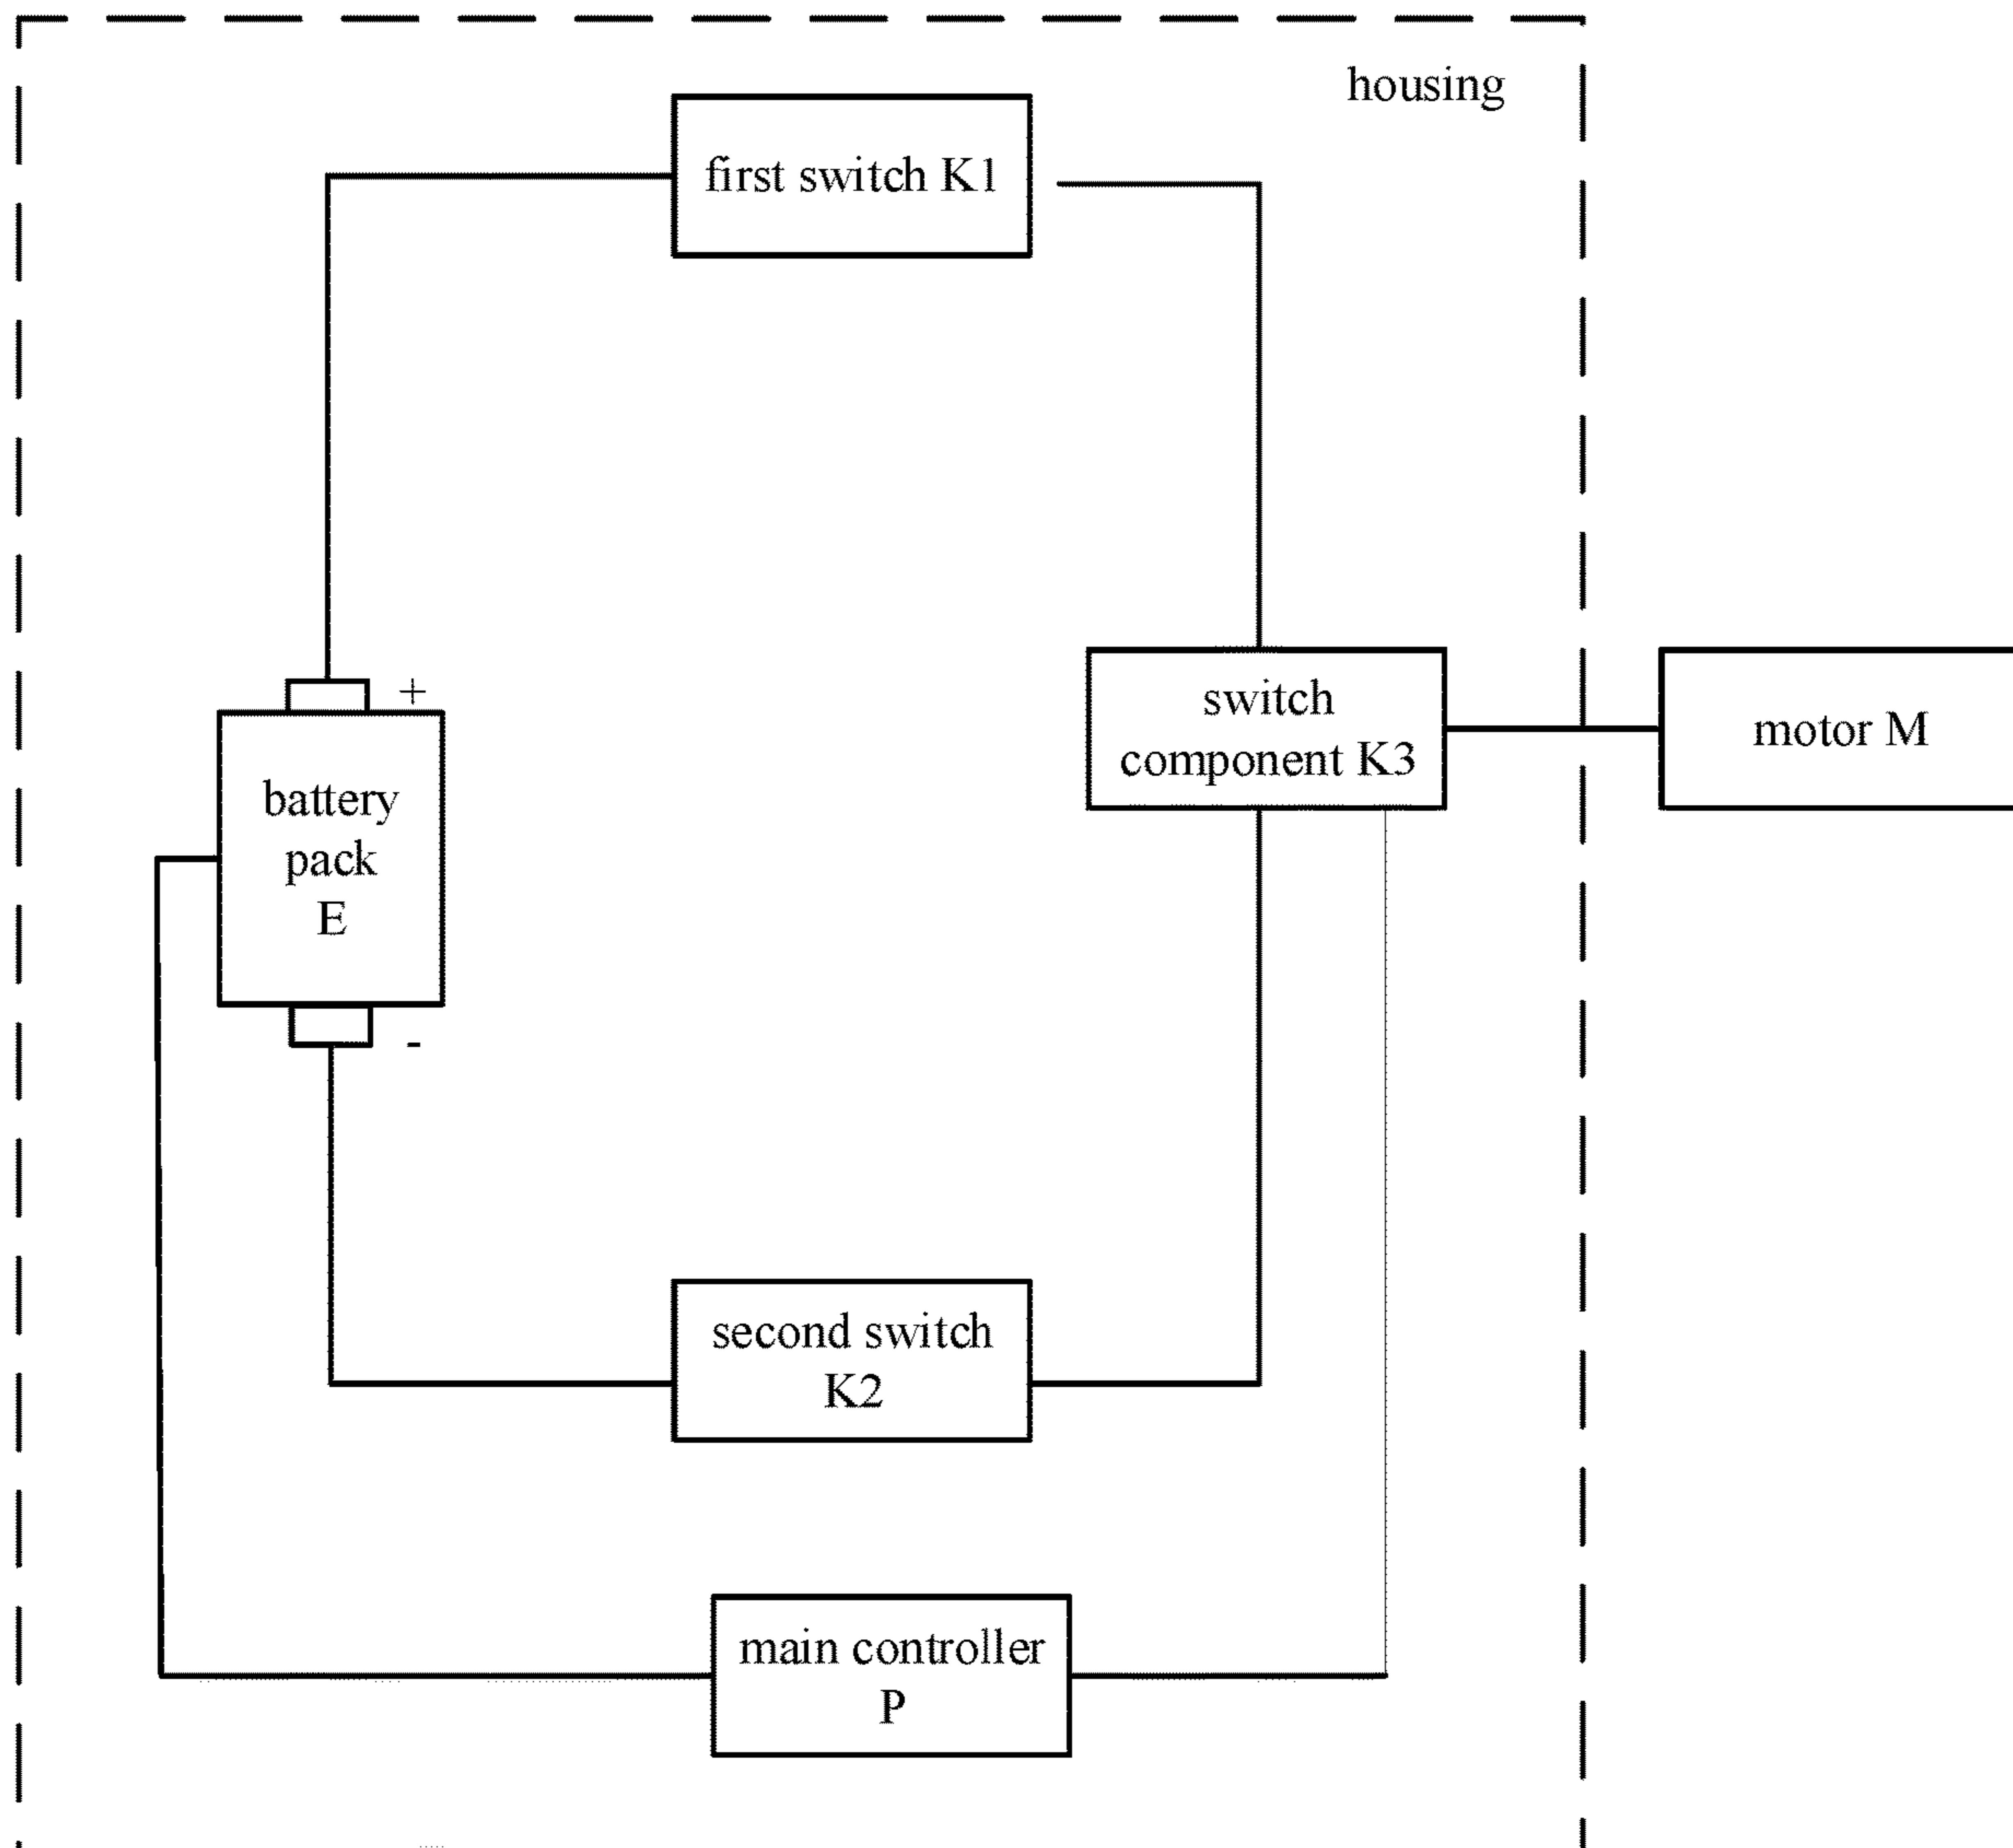 housing
first switch K1
+
switch
component K3
motor M
battery
pack
E
-
second switch
K2
main controller
P